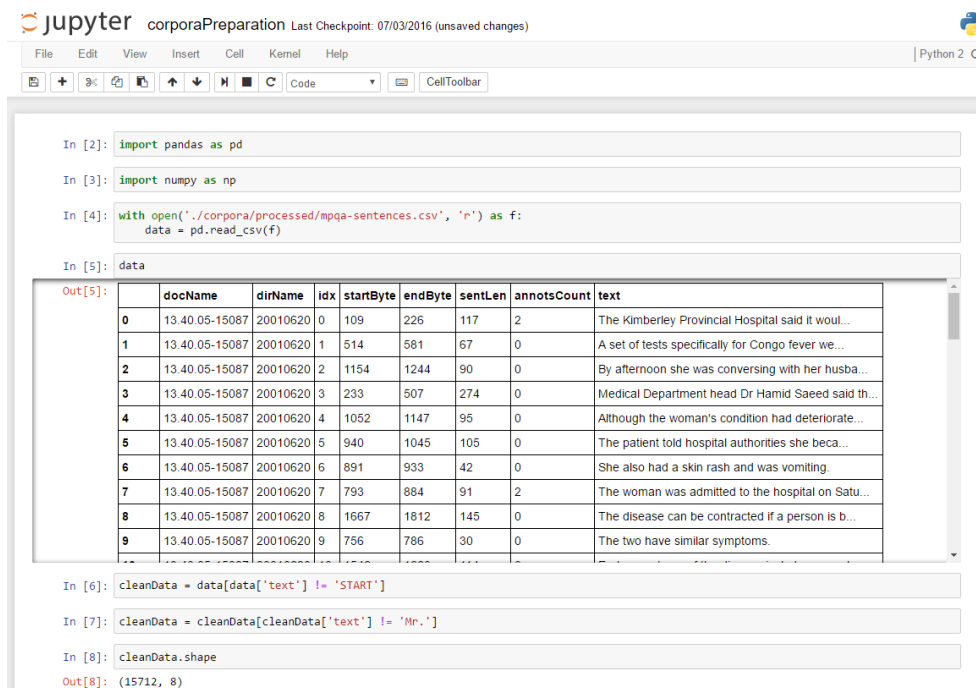 jupyter corporaPreparation Last Checkpoint: 07/03/2016 (unsaved changes)
File Edit View Insert Cell Kernel Help Python 2
Code CellToolbar
In [2]: import pandas as pd
In [3]: import numpy as np
In [4]: with open('./corpora/processed/mpqa-sentences.csv', 'r') as f:
data = pd.read_csv(f)
In [5]: data
Out[5]: docName dirName idx startByte endByte sentLen annotsCount text
0 13.40.05-15087 20010620 0 109 226 117 2 The Kimberley Provincial Hospital said it woul...
1 13.40.05-15087 20010620 1 514 581 67 0 A set of tests specifically for Congo fever we...
2 13.40.05-15087 20010620 2 1154 1244 90 0 By afternoon she was conversing with her husba...
3 13.40.05-15087 20010620 3 233 507 274 0 Medical Department head Dr Hamid Saeed said th...
4 13.40.05-15087 20010620 4 1052 1147 95 0 Although the woman's condition had deteriorate...
5 13.40.05-15087 20010620 5 940 1045 105 0 The patient told hospital authorities she beca...
6 13.40.05-15087 20010620 6 891 933 42 0 She also had a skin rash and was vomiting.
7 13.40.05-15087 20010620 7 793 884 91 2 The woman was admitted to the hospital on Satu...
8 13.40.05-15087 20010620 8 1667 1812 145 0 The disease can be contracted if a person is b...
9 13.40.05-15087 20010620 9 756 786 30 0 The two have similar symptoms.
In [6]: cleanData = data[data['text'] != 'START']
In [7]: cleanData = cleanData[cleanData['text'] != 'Mr.']
In [8]: cleanData.shape
Out[8]: (15712, 8)